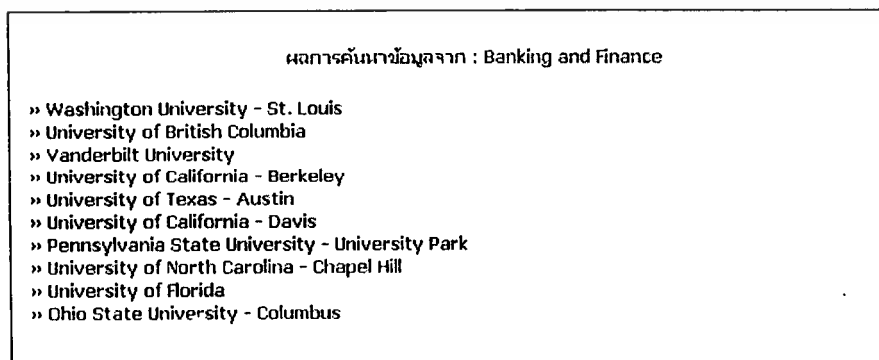 ผลการค้นหาข้อมูลจาก : Banking and Finance
» Washington University - St. Louis
» University of British Columbia
» Vanderbilt University
» University of California - Berkeley
» University of Texas - Austin
» University of California - Davis
» Pennsylvania State University - University Park
» University of North Carolina - Chapel Hill
» University of Florida
» Ohio State University - Columbus